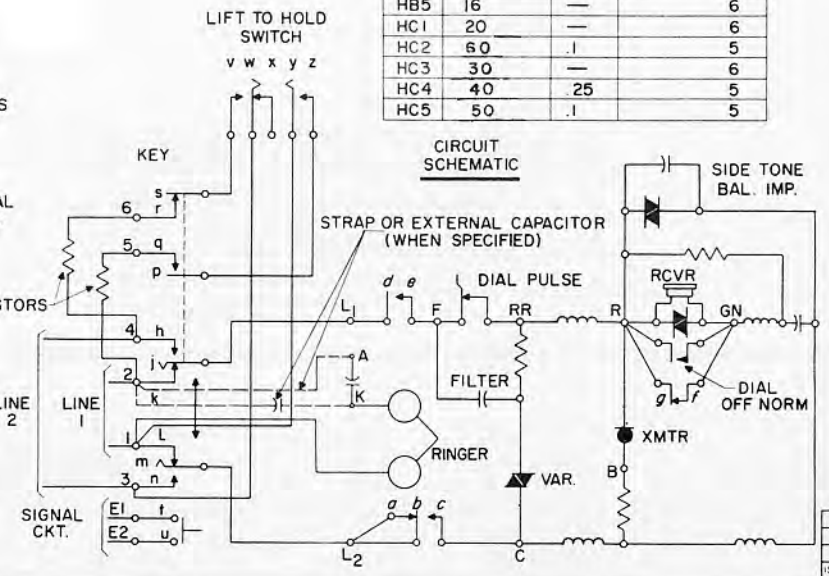 HB5 16 — 6
HC1 20 — 6
HC2 60 .1 5
HC3 30 — 6
HC4 40 .25 5
HC5 50 .1 5
LIFT TO HOLD
SWITCH
v w x y z
CIRCUIT
SCHEMATIC
KEY
SIDE TONE
BAL. IMP.
STRAP OR EXTERNAL CAPACITOR
(WHEN SPECIFIED)
s
6 r
5 q
p
d e
DIAL PULSE
RCVR
L1 F RR R GN
4 h
j
A
2
k
K
FILTER
g f
DIAL
OFF NORM
LINE
1
2
1 L
m
RINGER
XMTR
3 n
VAR.
B
SIGNAL
CKT.
E1 t
E2 u
a b c
L2
C